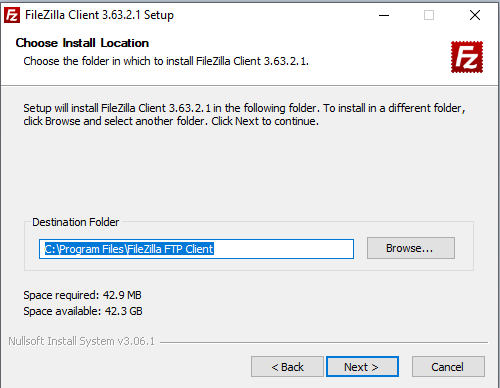 FileZilla Client 3.63.2.1 Setup
Choose Install Location
Choose the folder in which to install FileZilla Client 3.63.2.1.
Fz
Setup will install FileZilla Client 3.63.2.1 in the following folder. To install in a different folder,
click Browse and select another folder. Click Next to continue.
Destination Folder
C:\Program Files\FileZilla FTP Client
Browse...
Space required: 42.9 MB
Space available: 42.3 GB
Nullsoft Install System v3.06.1
< Back
Next >
Cancel